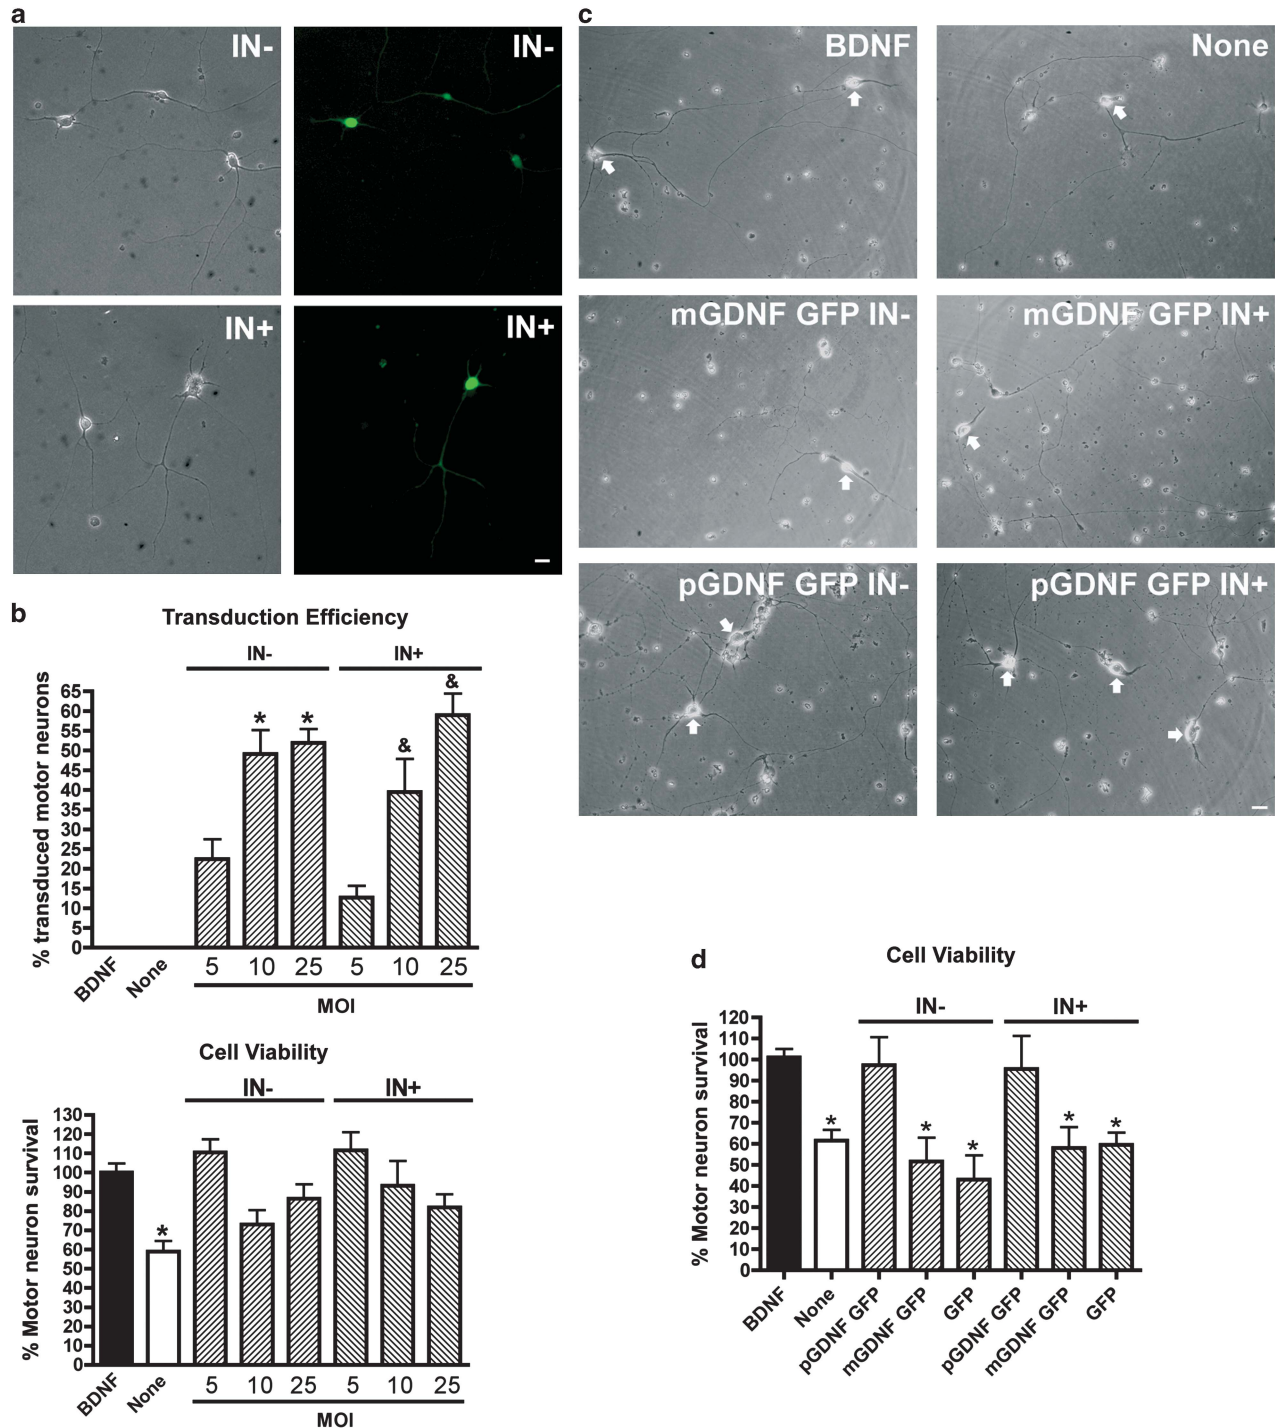 a
IN-
IN-
IN+
IN+
b
Transduction Efficiency
IN-
IN+
% transduced motor neurons
65
60
55
50
45
40
35
30
25
20
15
10
5
0
*
*
&
&
BDNF
None
5
10
25
5
10
25
MOI
Cell Viability
IN-
IN+
% Motor neuron survival
130
120
110
100
90
80
70
60
50
40
30
20
10
0
*
BDNF
None
5
10
25
5
10
25
MOI
c
BDNF
None
mGDNF GFP IN-
mGDNF GFP IN+
pGDNF GFP IN-
pGDNF GFP IN+
d
Cell Viability
IN-
IN+
% Motor neuron survival
120
110
100
90
80
70
60
50
40
30
20
10
0
*
*
*
*
*
BDNF
None
pGDNF GFP
mGDNF GFP
GFP
pGDNF GFP
mGDNF GFP
GFP